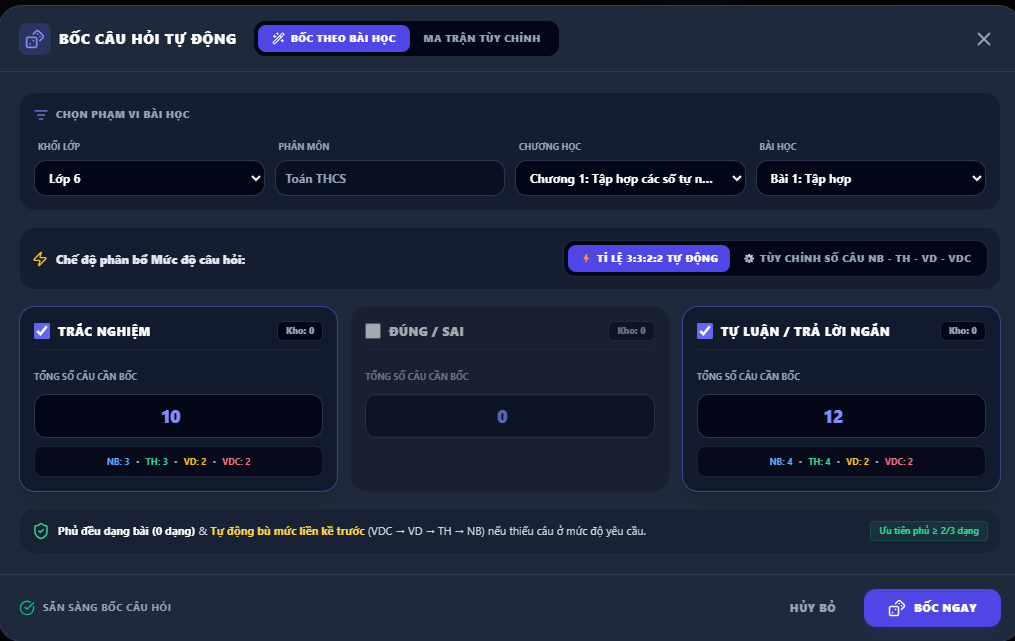 BỐC CÂU HỎI TỰ ĐỘNG
BỐC THEO BÀI HỌC
MA TRẬN TÙY CHỈNH
CHỌN PHẠM VI BÀI HỌC
KHỐI LỚP
PHÂN MÔN
CHƯƠNG HỌC
BÀI HỌC
Lớp 6
Toán THCS
Chương 1: Tập hợp các số tự n...
Bài 1: Tập hợp
Chế độ phân bổ Mức độ câu hỏi:
TỈ LỆ 3:3:2:2 TỰ ĐỘNG
TÙY CHỈNH SỐ CÂU NB - TH - VD - VDC
TRẮC NGHIỆM
Kho: 0
TỔNG SỐ CÂU CẦN BỐC
10
NB: 3 • TH: 3 • VD: 2 • VDC: 2
ĐÚNG / SAI
Kho: 0
TỔNG SỐ CÂU CẦN BỐC
0
TỰ LUẬN / TRẢ LỜI NGẮN
Kho: 0
TỔNG SỐ CÂU CẦN BỐC
12
NB: 4 • TH: 4 • VD: 2 • VDC: 2
Phủ đều dạng bài (0 dạng) & Tự động bù mức liền kề trước (VDC → VD → TH → NB) nếu thiếu câu ở mức độ yêu cầu.
Ưu tiên phủ ≥ 2/3 dạng
SẴN SÀNG BỐC CÂU HỎI
HỦY BỎ
BỐC NGAY